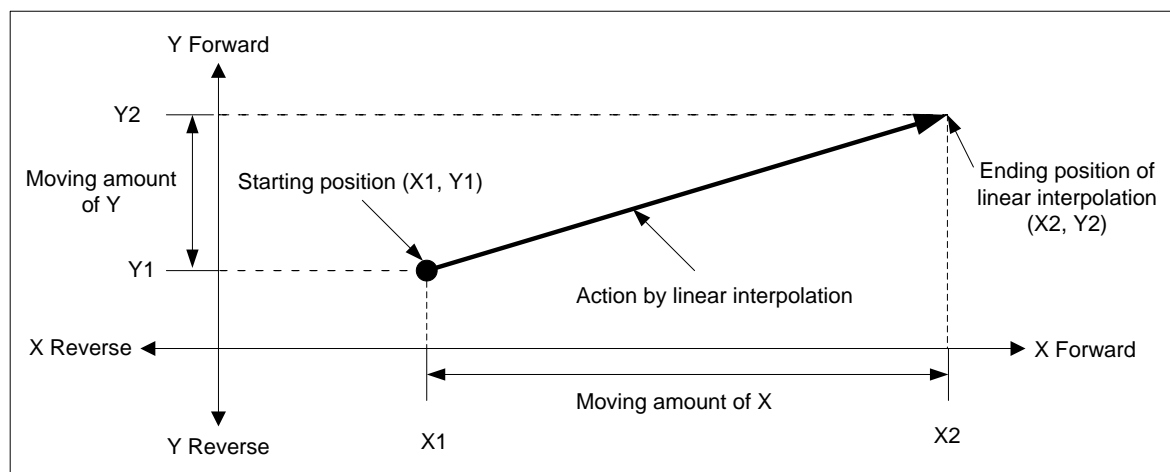 Y Forward
Y2
Moving amount
of Y
Starting position (X1, Y1)
Ending position of
linear interpolation
(X2, Y2)
Y1
Action by linear interpolation
X Reverse
X Forward
Moving amount of X
Y Reverse
X1
X2